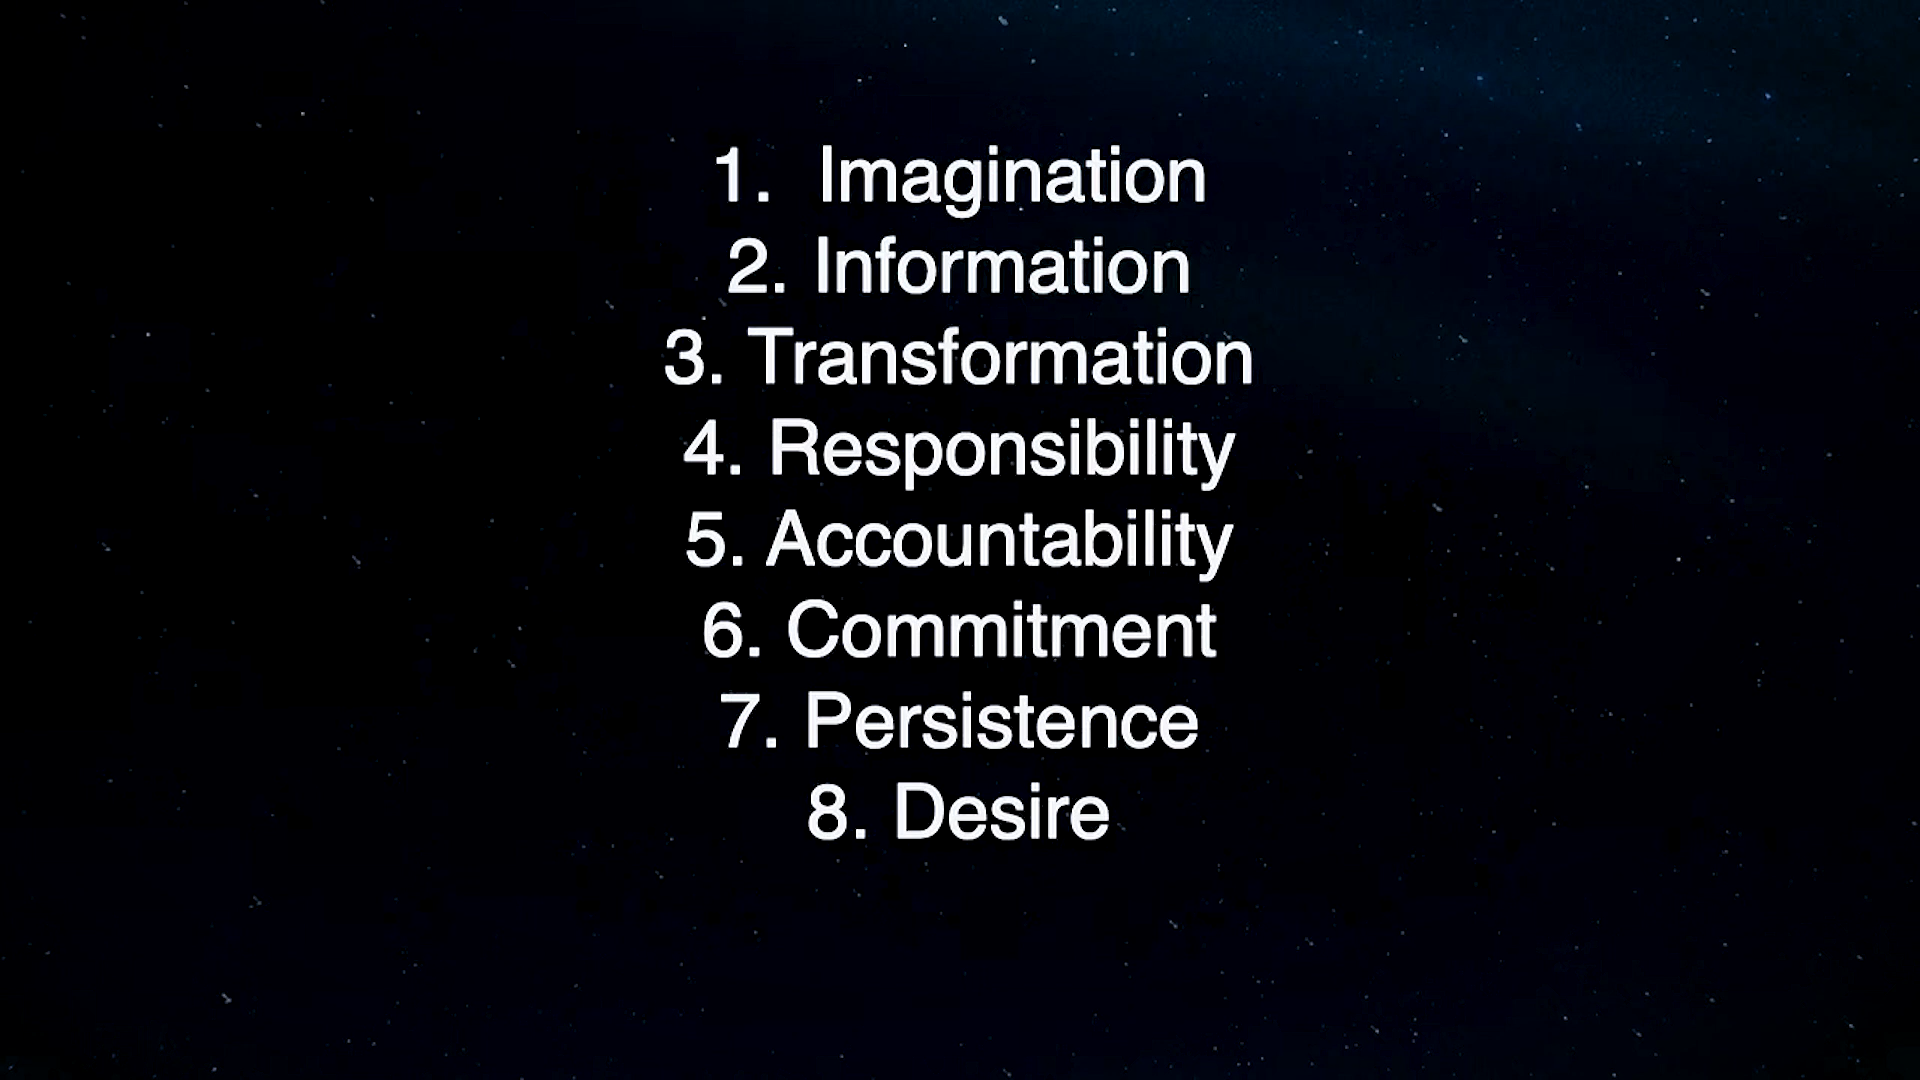 1. Imagination
2. Information
3. Transformation
4. Responsibility
5. Accountability
6. Commitment
7. Persistence
8. Desire